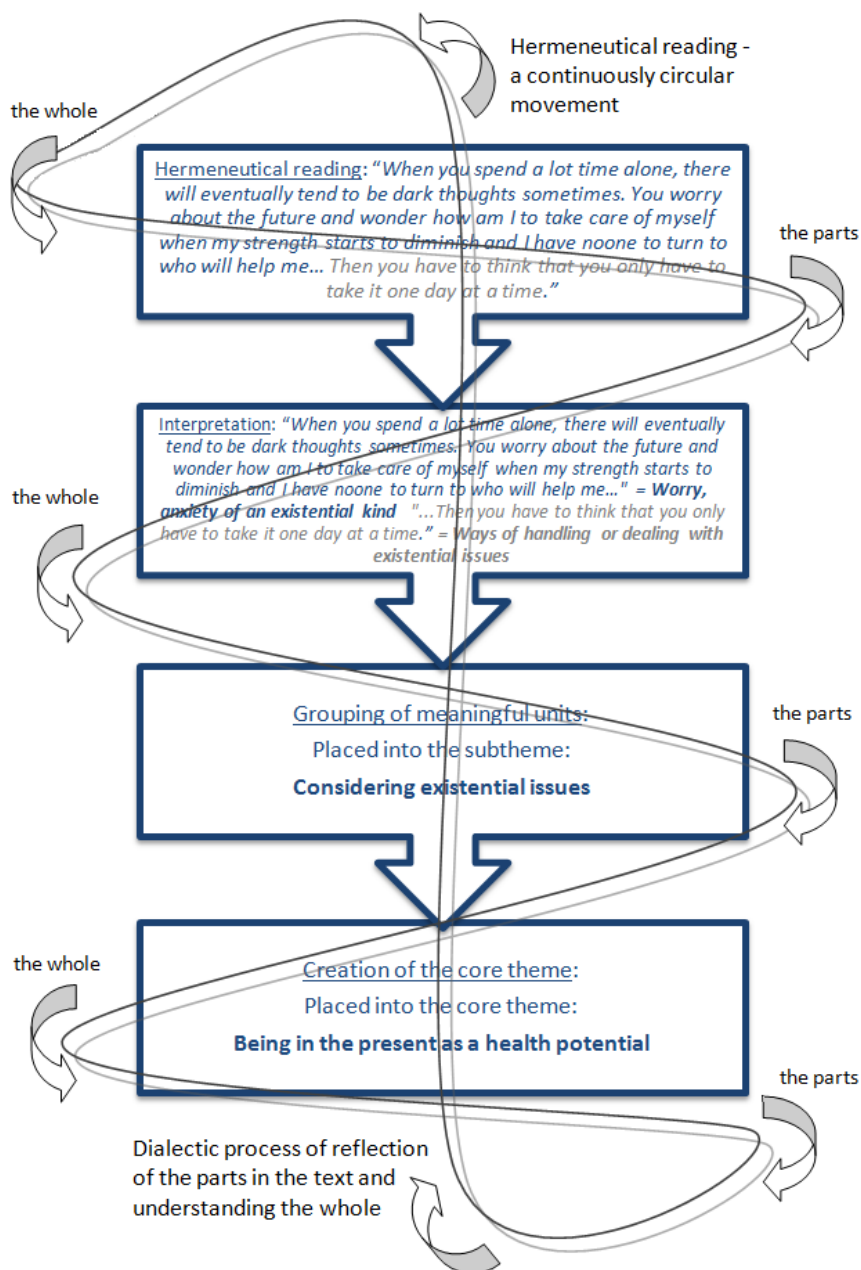 Hermeneutical reading -
a continuously circular
movement
the whole
Hermeneutical reading: “When you spend a lot time alone, there
will eventually tend to be dark thoughts sometimes. You worry
about the future and wonder how am I to take care of myself
when my strength starts to diminish and I have noone to turn to
who will help me... Then you have to think that you only have to
take it one day at a time.”
the parts
Interpretation: “When you spend a lot time alone, there will eventually
tend to be dark thoughts sometimes. You worry about the future and
wonder how am I to take care of myself when my strength starts to
diminish and I have noone to turn to who will help me…" = Worry,
anxiety of an existential kind "...Then you have to think that you only
have to take it one day at a time.” = Ways of handling or dealing with
existential issues
the whole
Grouping of meaningful units:
Placed into the subtheme:
Considering existential issues
the parts
the whole
Creation of the core theme:
Placed into the core theme:
Being in the present as a health potential
the parts
Dialectic process of reflection
of the parts in the text and
understanding the whole